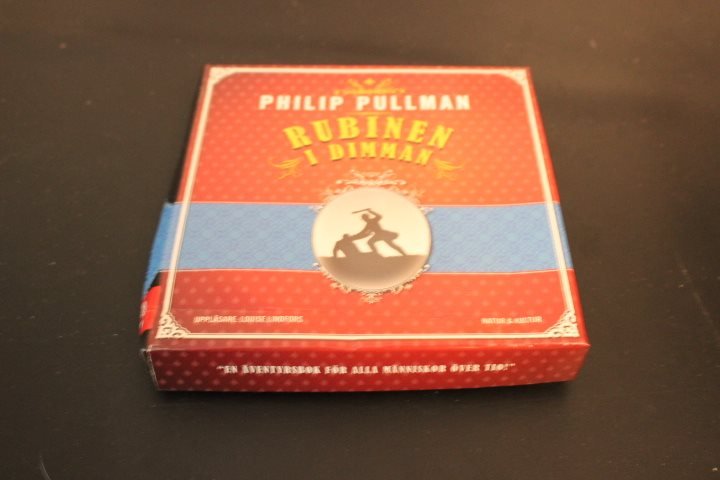 PHILIP PULLMAN
RUBINEN
I DIMMAN
UPPLÄSARE: LOUISE LINDFORS
NATUR & KULTUR
"EN ÄVENTYRSBOK FÖR ALLA MÄNNISKOR ÖVER TIO!"